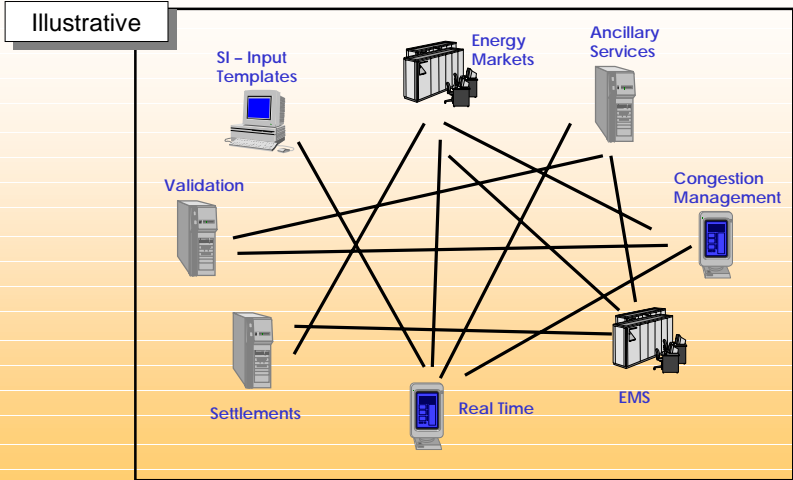 Illustrative
SI – Input
Templates
Energy
Markets
Ancillary
Services
Validation
Congestion
Management
Settlements
Real Time
EMS